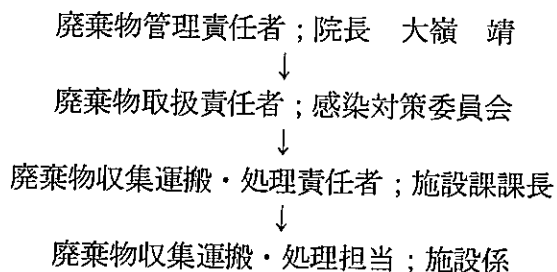 廃棄物管理責任者；院長　大嶺　靖
↓
廃棄物取扱責任者；感染対策委員会
↓
廃棄物収集運搬・処理責任者；施設課課長
↓
廃棄物収集運搬・処理担当；施設係